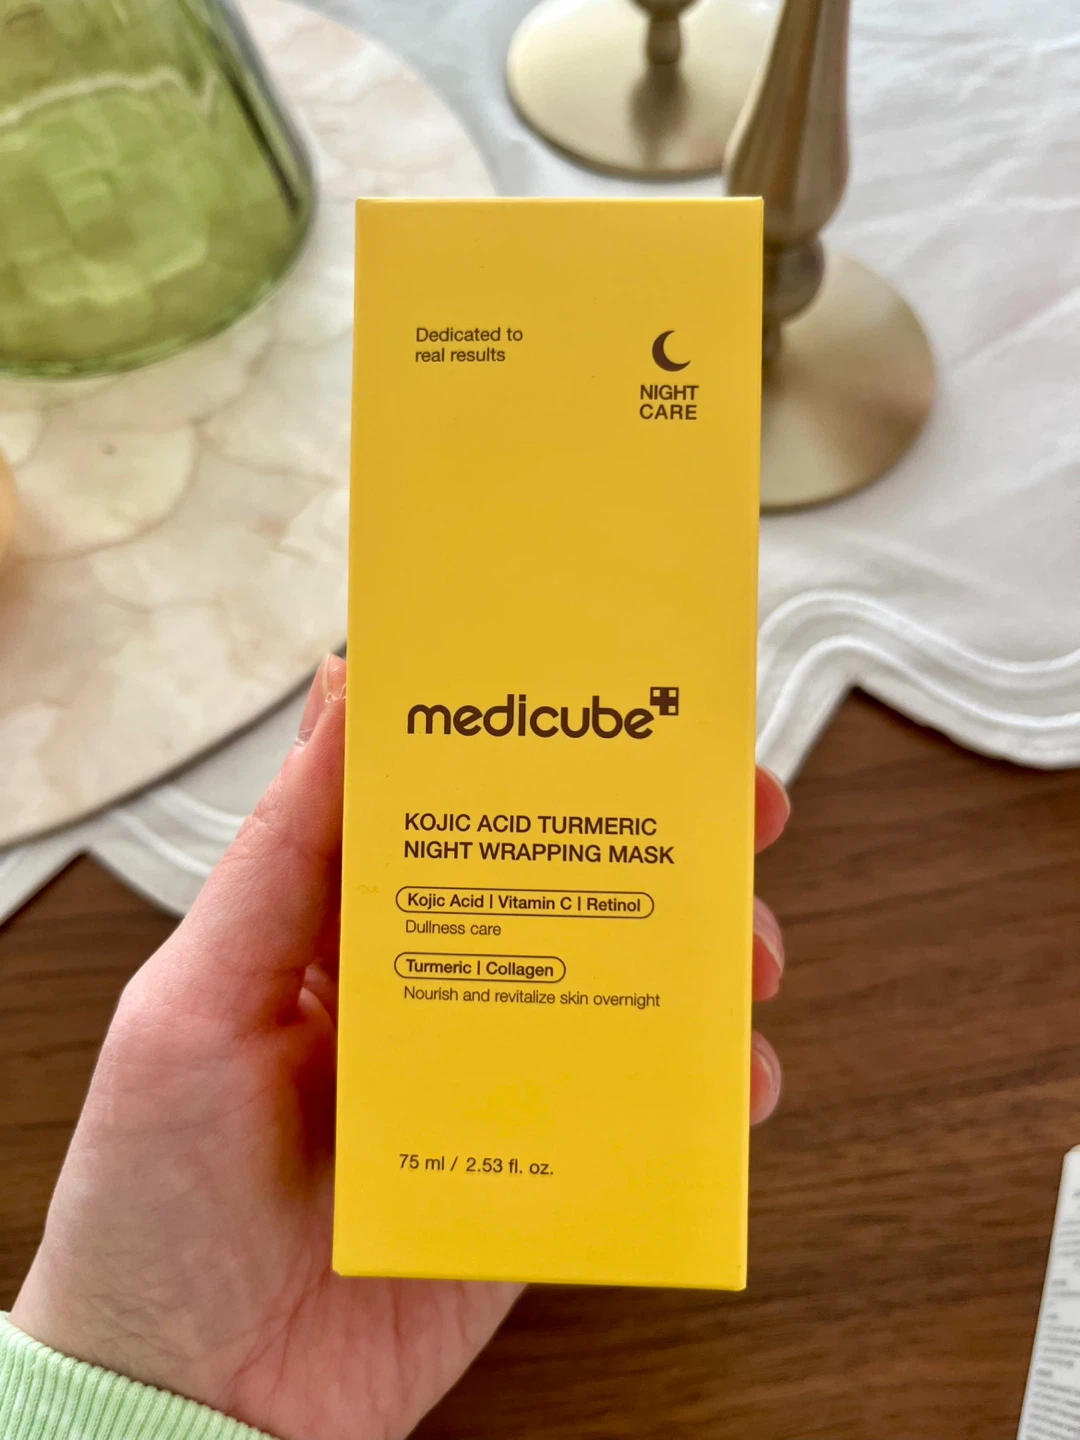 Dedicated to
real results
NIGHT
CARE
medicube
KOJIC ACID TURMERIC
NIGHT WRAPPING MASK
Kojic Acid | Vitamin C | Retinol
Dullness care
Turmeric | Collagen
Nourish and revitalize skin overnight
75 ml / 2.53 fl. oz.